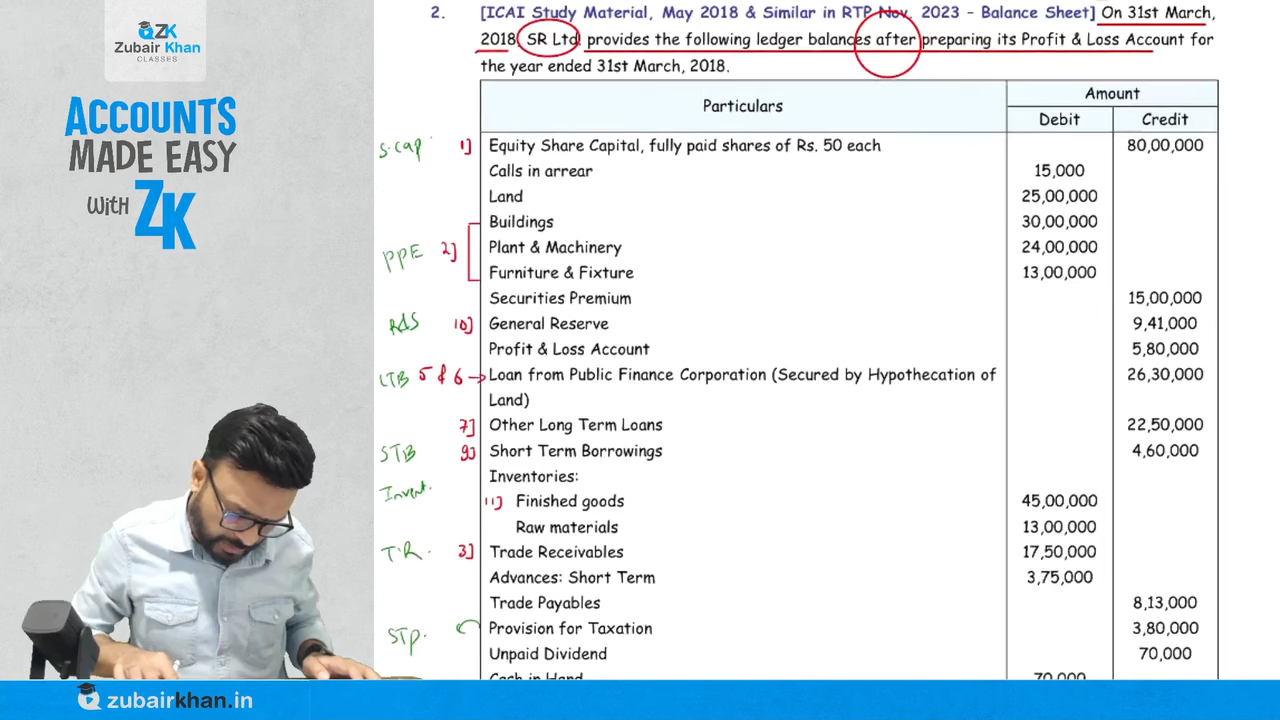 ZK
Zubair Khan
CLASSES
ACCOUNTS
MADE EASY
WITH ZK
2. [ICAI Study Material, May 2018 & Similar in RTP Nov, 2023 - Balance Sheet] On 31st March,
2018 SR Ltd. provides the following ledger balances after preparing its Profit & Loss Account for
the year ended 31st March, 2018.
Particulars Amount
Debit Credit
S.Cap 1] Equity Share Capital, fully paid shares of Rs. 50 each 80,00,000
Calls in arrear 15,000
Land 25,00,000
Buildings 30,00,000
PPE 2] Plant & Machinery 24,00,000
Furniture & Fixture 13,00,000
Securities Premium 15,00,000
R&S 10] General Reserve 9,41,000
Profit & Loss Account 5,80,000
LTB 5 & 6 → Loan from Public Finance Corporation (Secured by Hypothecation of 26,30,000
Land)
7] Other Long Term Loans 22,50,000
STB 9] Short Term Borrowings 4,60,000
Inventories:
Invent. 11] Finished goods 45,00,000
Raw materials 13,00,000
T.R. 3] Trade Receivables 17,50,000
Advances: Short Term 3,75,000
Trade Payables 8,13,000
STP. Provision for Taxation 3,80,000
Unpaid Dividend 70,000
Cash in Hand 70,000
zubairkhan.in